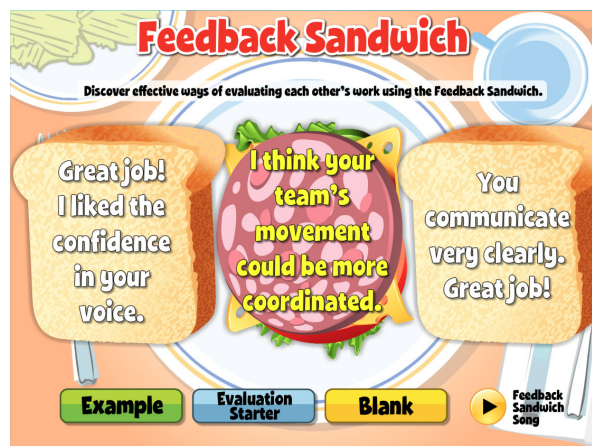 Feedback Sandwich
Discover effective ways of evaluating each other's work using the Feedback Sandwich.
Great job!
I liked the
confidence
in your
voice.
I think your
team's
movement
could be more
coordinated.
You
communicate
very clearly.
Great job!
Example
Evaluation
Starter
Blank
Feedback
Sandwich
Song